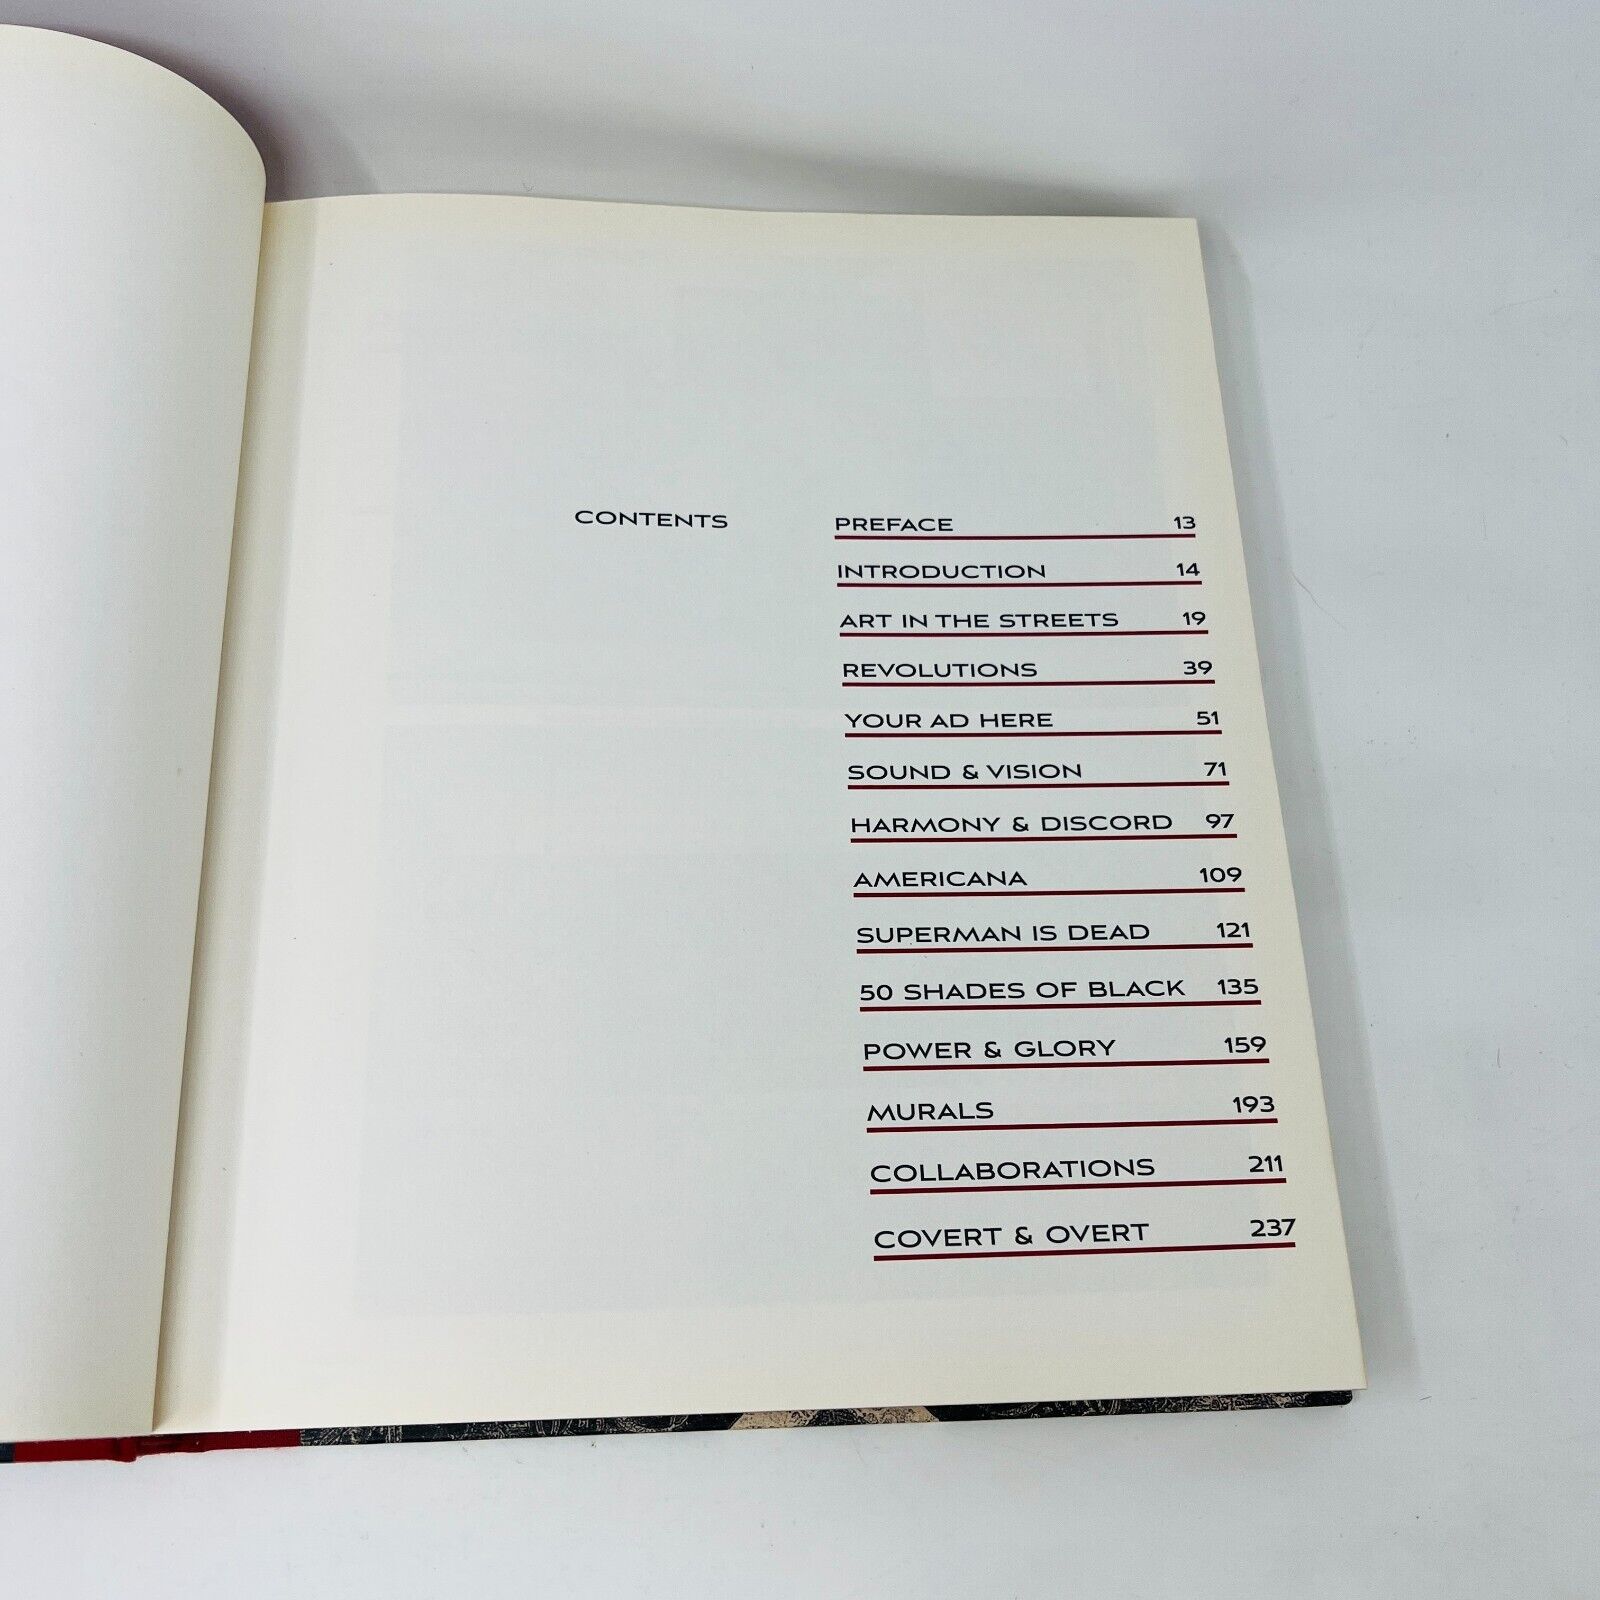 CONTENTS
PREFACE 13
INTRODUCTION 14
ART IN THE STREETS 19
REVOLUTIONS 39
YOUR AD HERE 51
SOUND & VISION 71
HARMONY & DISCORD 97
AMERICANA 109
SUPERMAN IS DEAD 121
50 SHADES OF BLACK 135
POWER & GLORY 159
MURALS 193
COLLABORATIONS 211
COVERT & OVERT 237